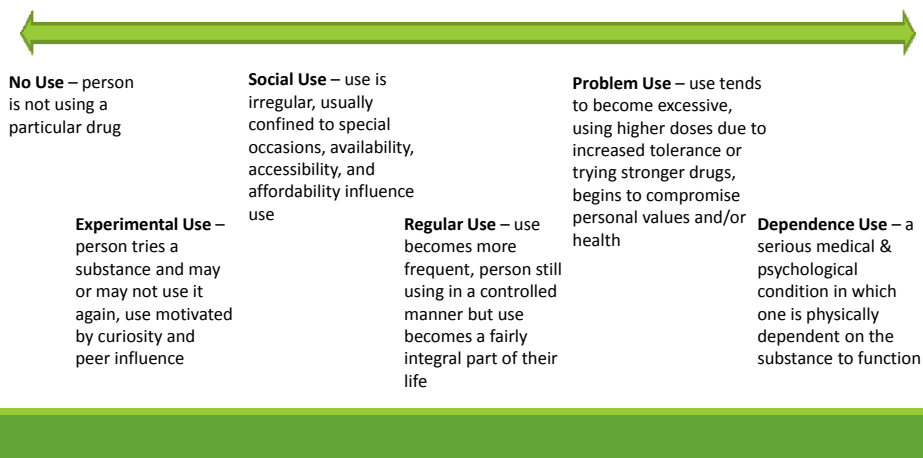 No Use – person
is not using a
particular drug
Social Use – use is
irregular, usually
confined to special
occasions, availability,
accessibility, and
affordability influence
use
Problem Use – use tends
to become excessive,
using higher doses due to
increased tolerance or
trying stronger drugs,
begins to compromise
personal values and/or
health
Experimental Use –
person tries a
substance and may
or may not use it
again, use motivated
by curiosity and
peer influence
Regular Use – use
becomes more
frequent, person still
using in a controlled
manner but use
becomes a fairly
integral part of their
life
Dependence Use – a
serious medical &
psychological
condition in which
one is physically
dependent on the
substance to function